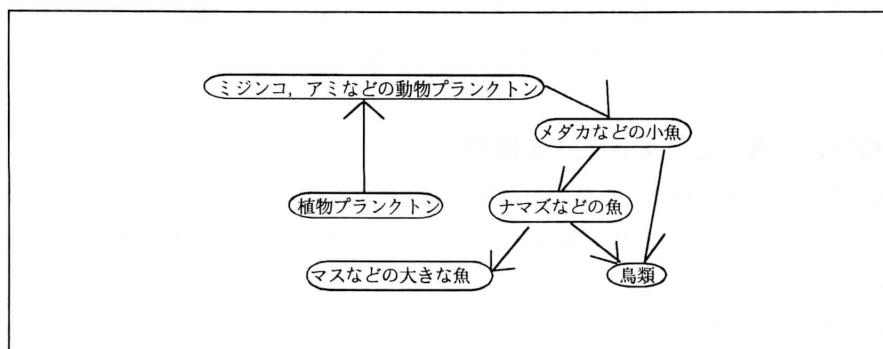 ミジンコ，アミなどの動物プランクトン
メダカなどの小魚
植物プランクトン
ナマズなどの魚
マスなどの大きな魚
鳥類